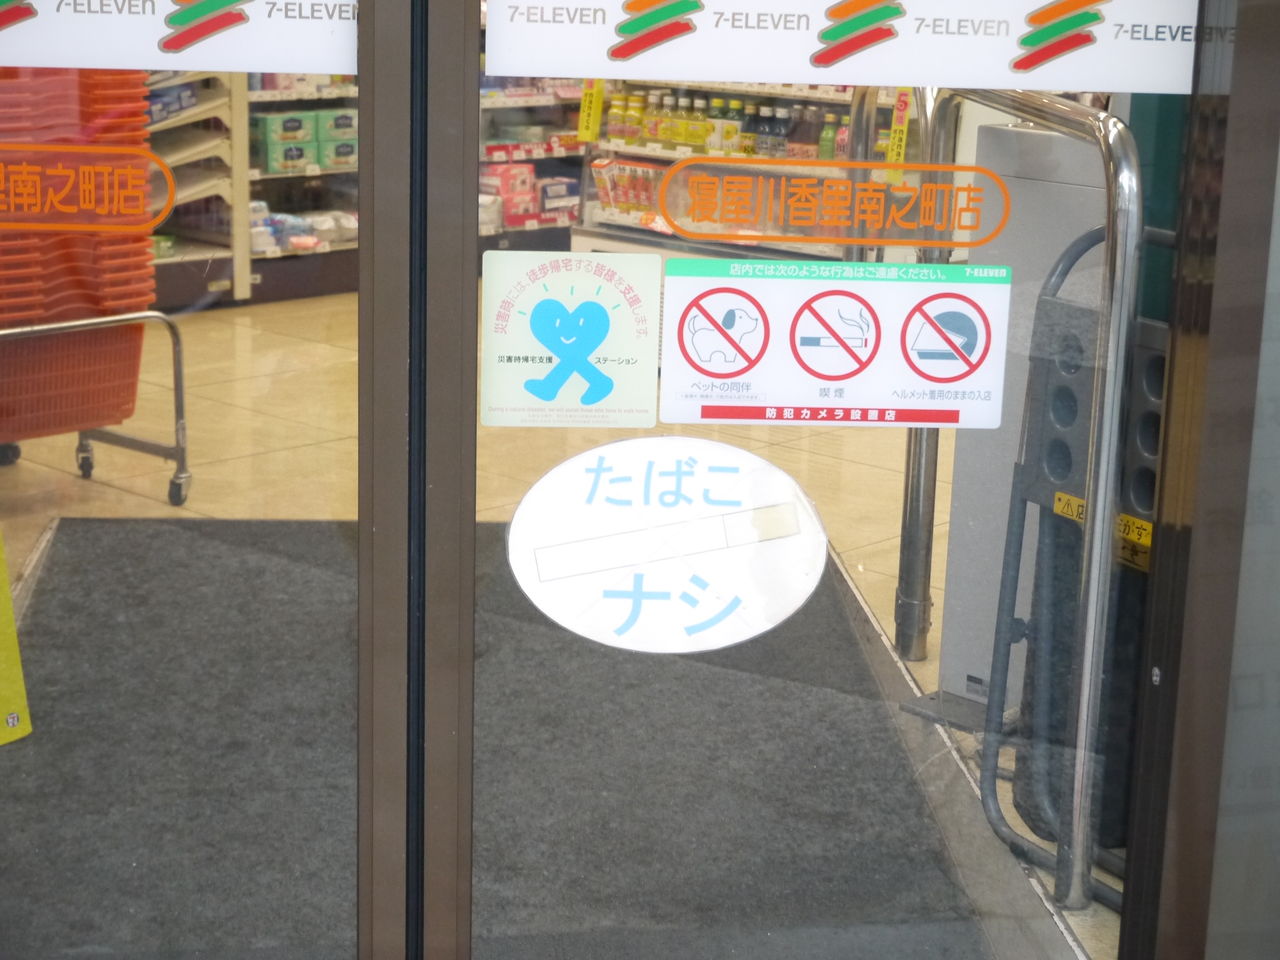 7-ELEVEN
7-ELEVEN
7-ELEVEN
7-ELEVEN
7-ELEVEN
7-ELEVEN
里南之町店
寝屋川香里南之町店
災害時には、徒歩帰宅する皆様を支援します。
災害時帰宅支援 ステーション
店内では次のような行為はご遠慮ください。 7-ELEVEN
ペットの同伴
喫煙
ヘルメット着用のままの入店
防犯カメラ設置店
たばこ
ナシ